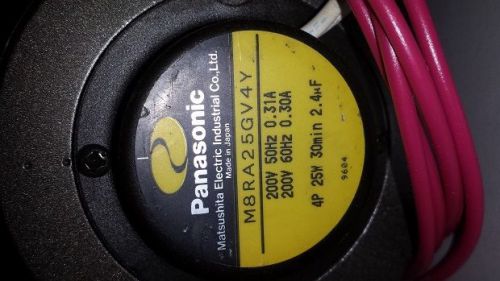 Panasonic
Matsushita Electric Industrial Co.,Ltd.
Made in Japan
M8RA25GV4Y
200V 50Hz 0.31A
200V 60Hz 0.30A
4P 25W 30min 2.4μF
9604